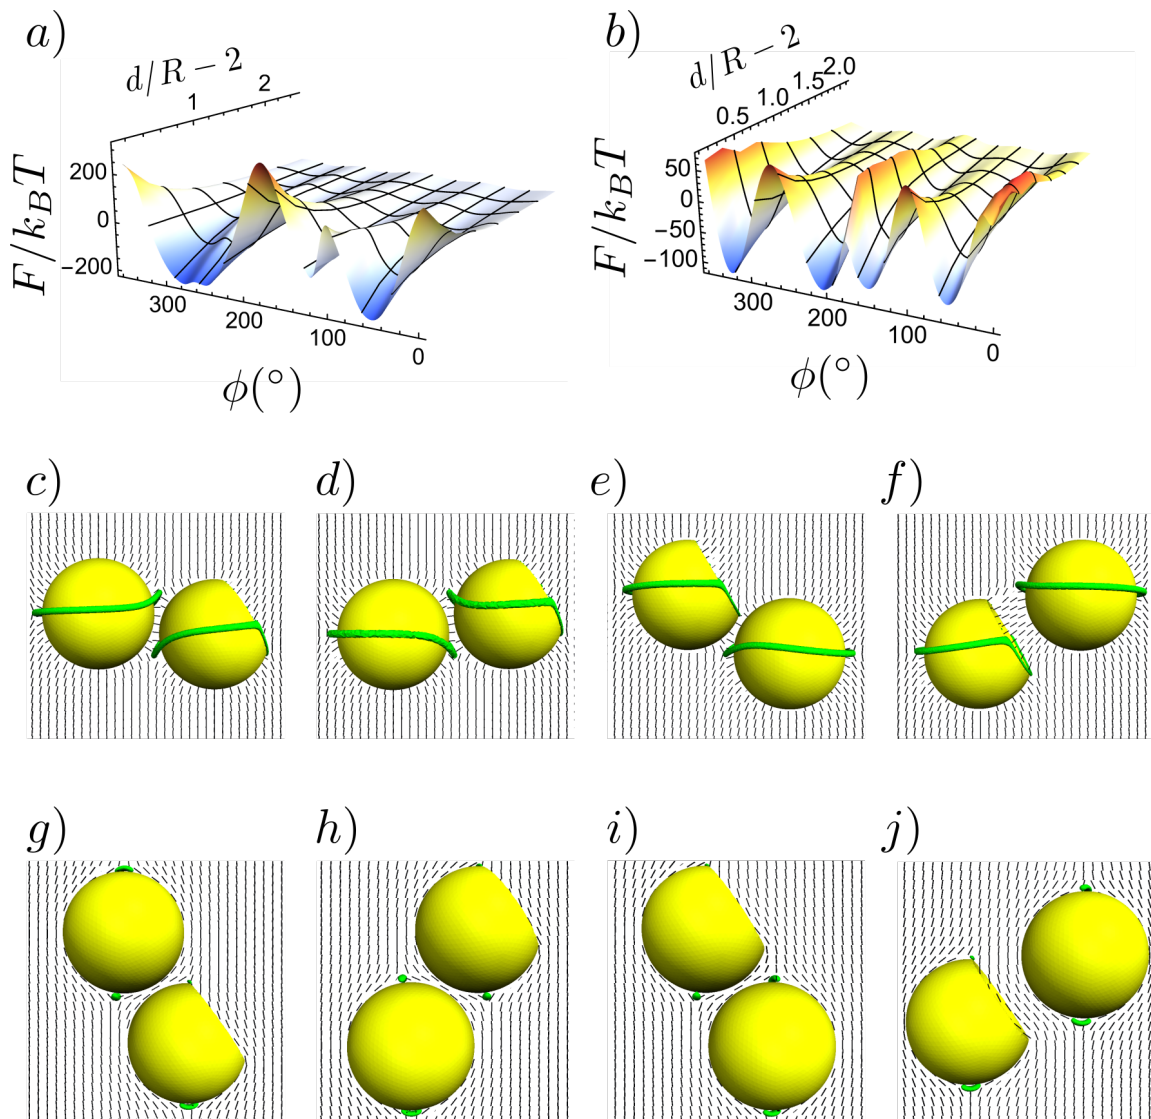 a)
b)
d/R − 2
1
2
F/k_BT
200
0
−200
300
200
100
0
ϕ(°)
d/R − 2
0.5
1.0
1.5
2.0
F/k_BT
50
0
−50
−100
300
200
100
0
ϕ(°)
c)
d)
e)
f)
g)
h)
i)
j)